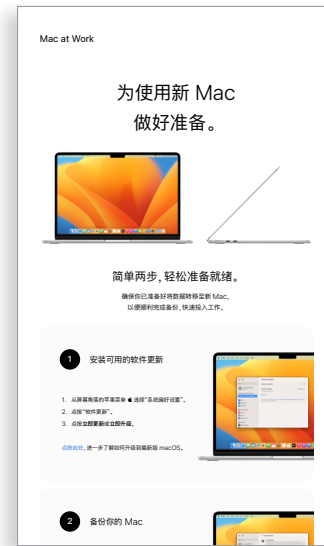 Mac at Work
为使用新 Mac
做好准备。
简单两步，轻松准备就绪。
确保你已准备好将数据转移至新 Mac，
以便顺利完成备份，快速投入工作。
1 安装可用的软件更新
1. 从屏幕角落的苹果菜单  选择“系统偏好设置”。
2. 点按“软件更新”。
3. 点按立即更新或立即升级。
点按此处，进一步了解如何升级到最新版 macOS。
2 备份你的 Mac